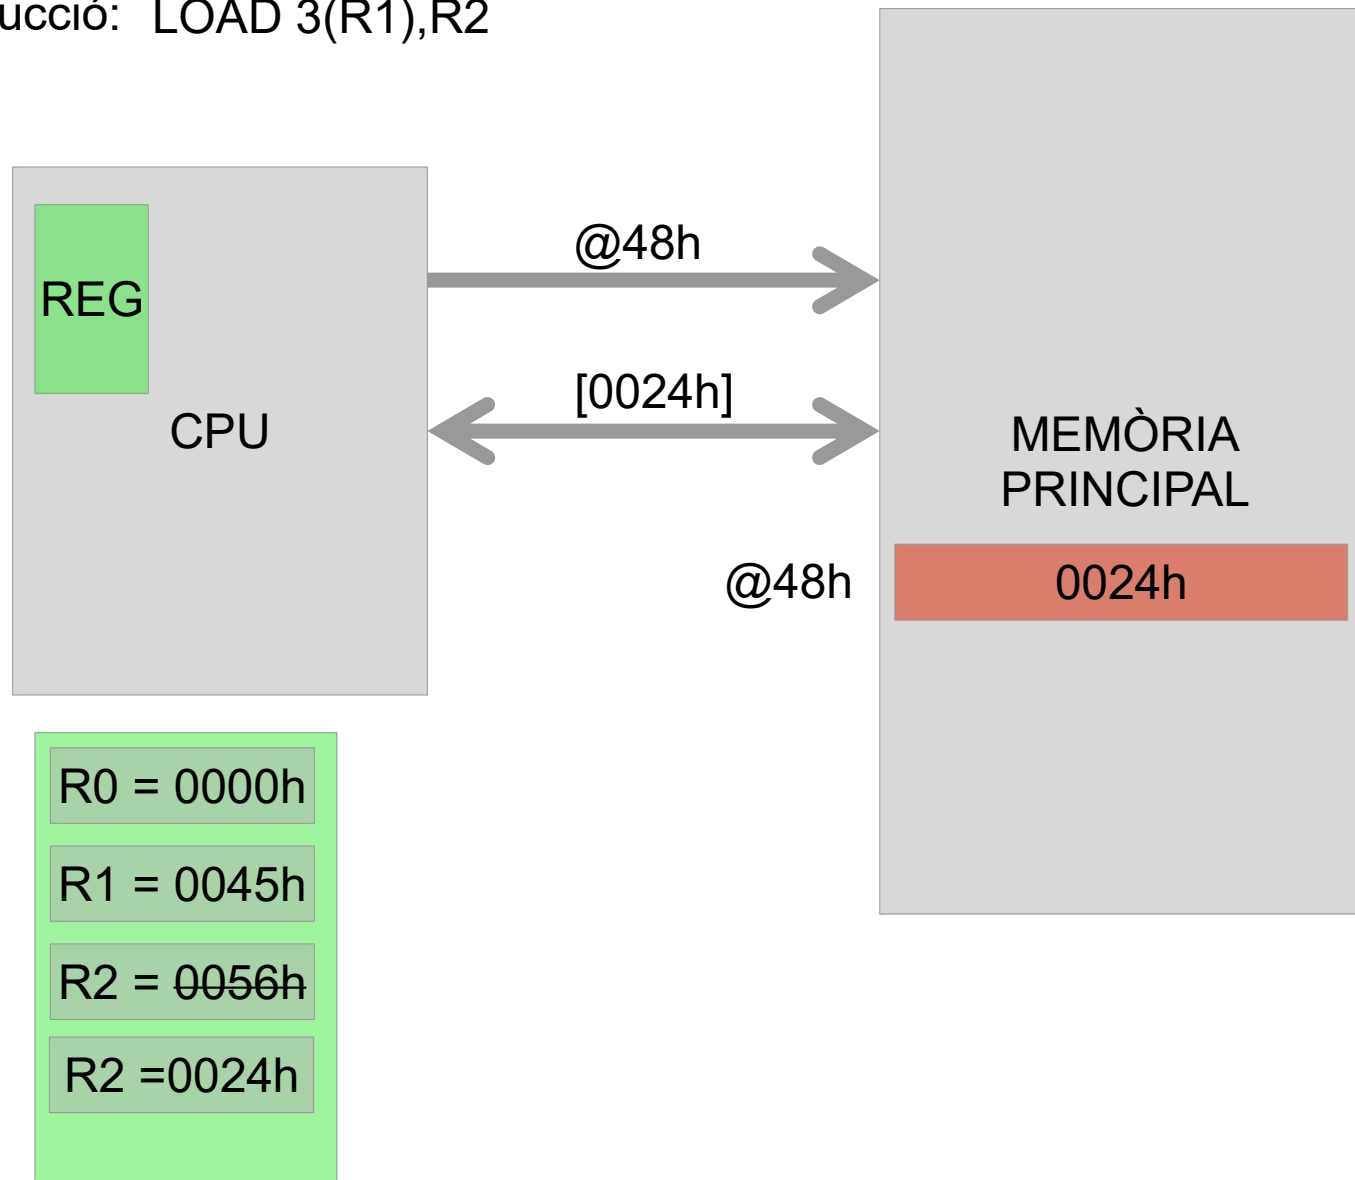 ucció: LOAD 3(R1),R2
@48h
REG
[0024h]
CPU
MEMÒRIA
PRINCIPAL
@48h
0024h
R0 = 0000h
R1 = 0045h
R2 = 0056h
R2 =0024h